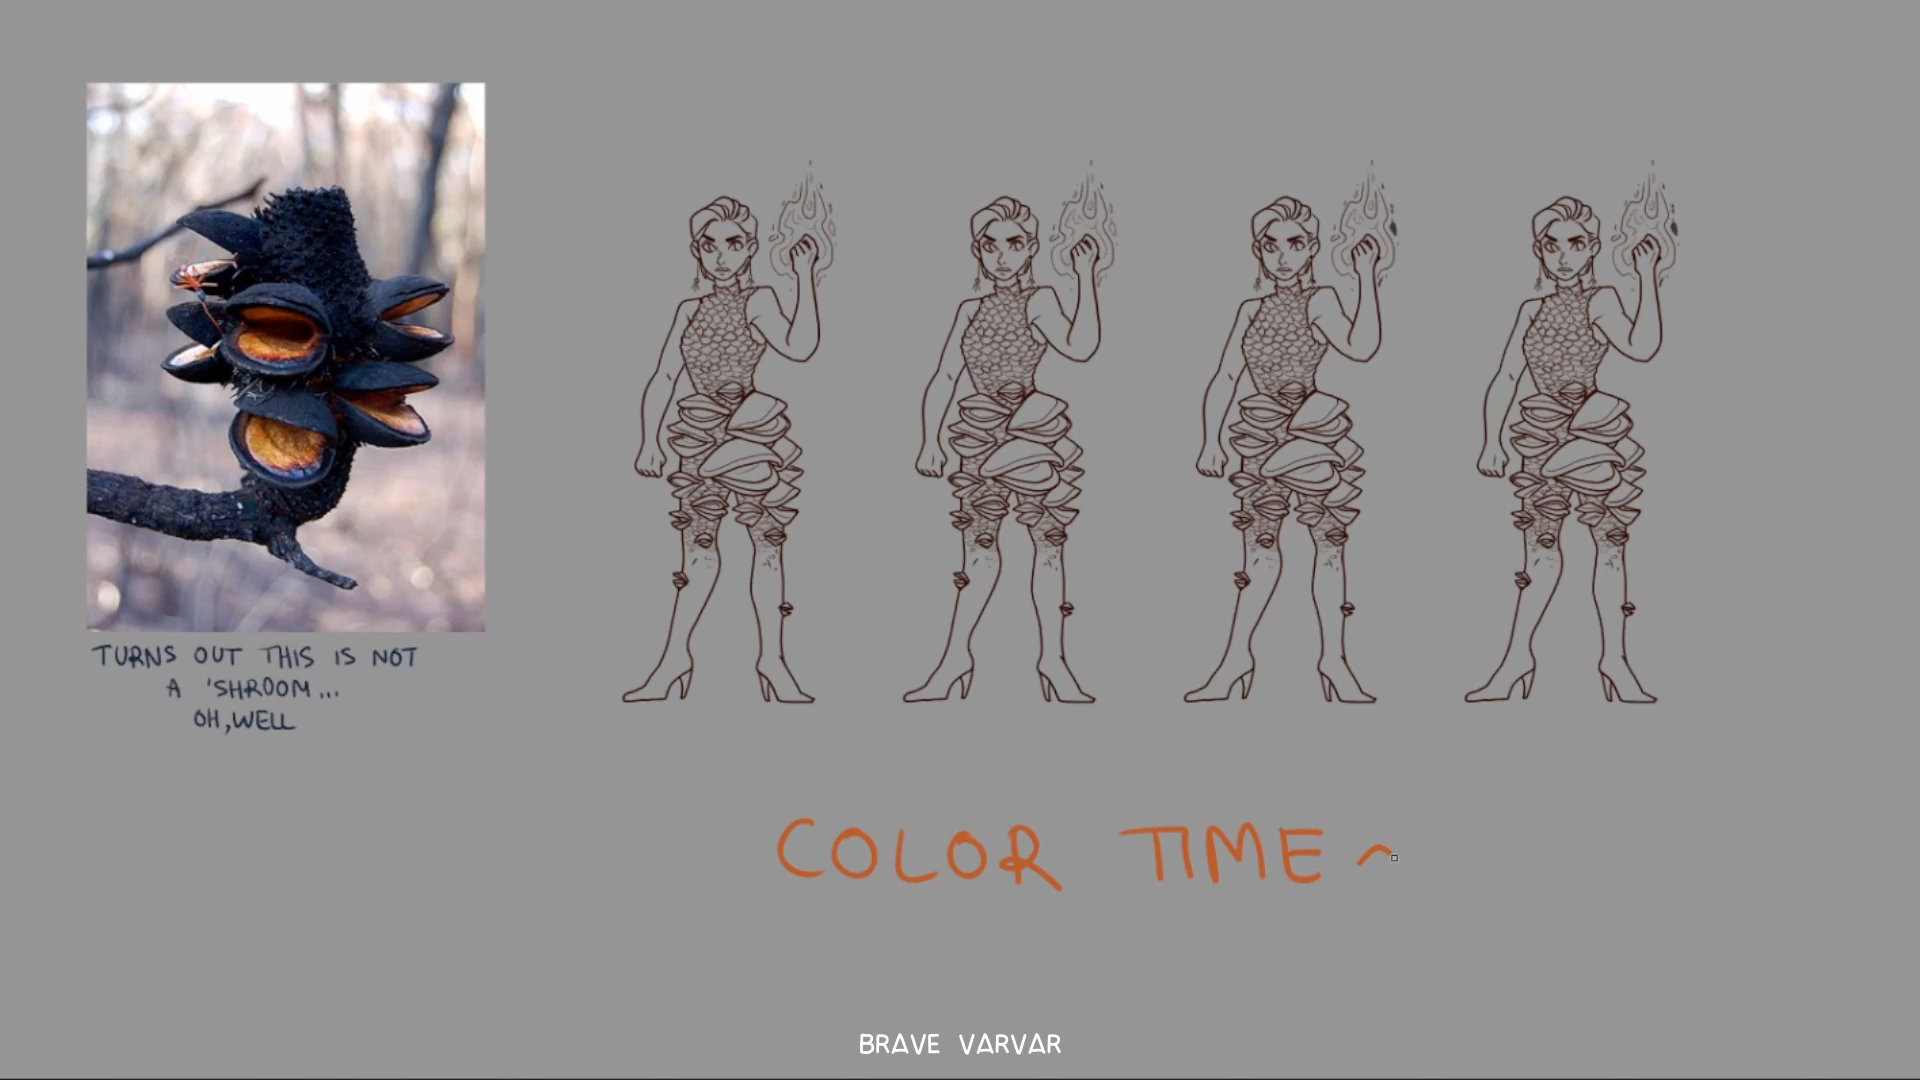 TURNS OUT THIS IS NOT
A 'SHROOM...
OH, WELL
COLOR TIME ~
BRAVE VARVAR